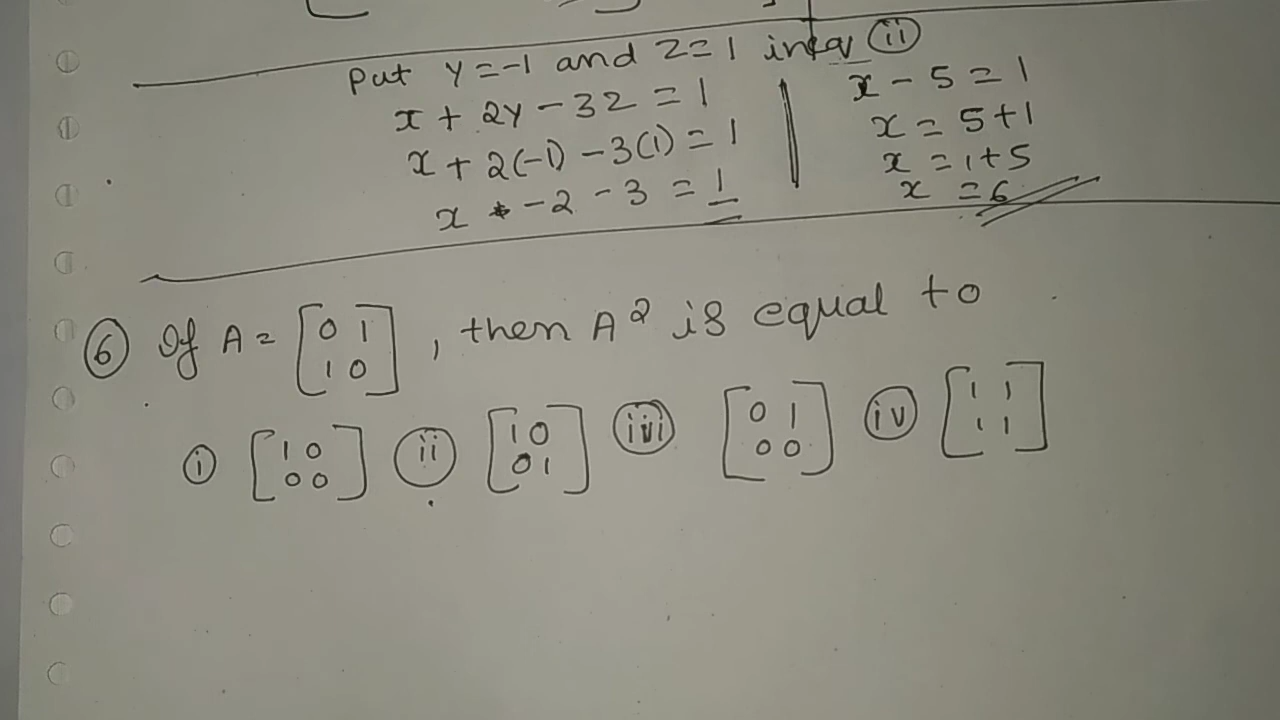 Put y = -1 and z = 1 in eq (ii)
x + 2y - 3z = 1
x + 2(-1) - 3(1) = 1
x - 2 - 3 = 1
x - 5 = 1
x = 5+1
x = 1+5
x = 6
(6) If A = [0 1
1 0], then A² is equal to
(i) [1 0
0 0] (ii) [1 0
0 1] (iii) [0 1
0 0] (iv) [1 1
1 1]